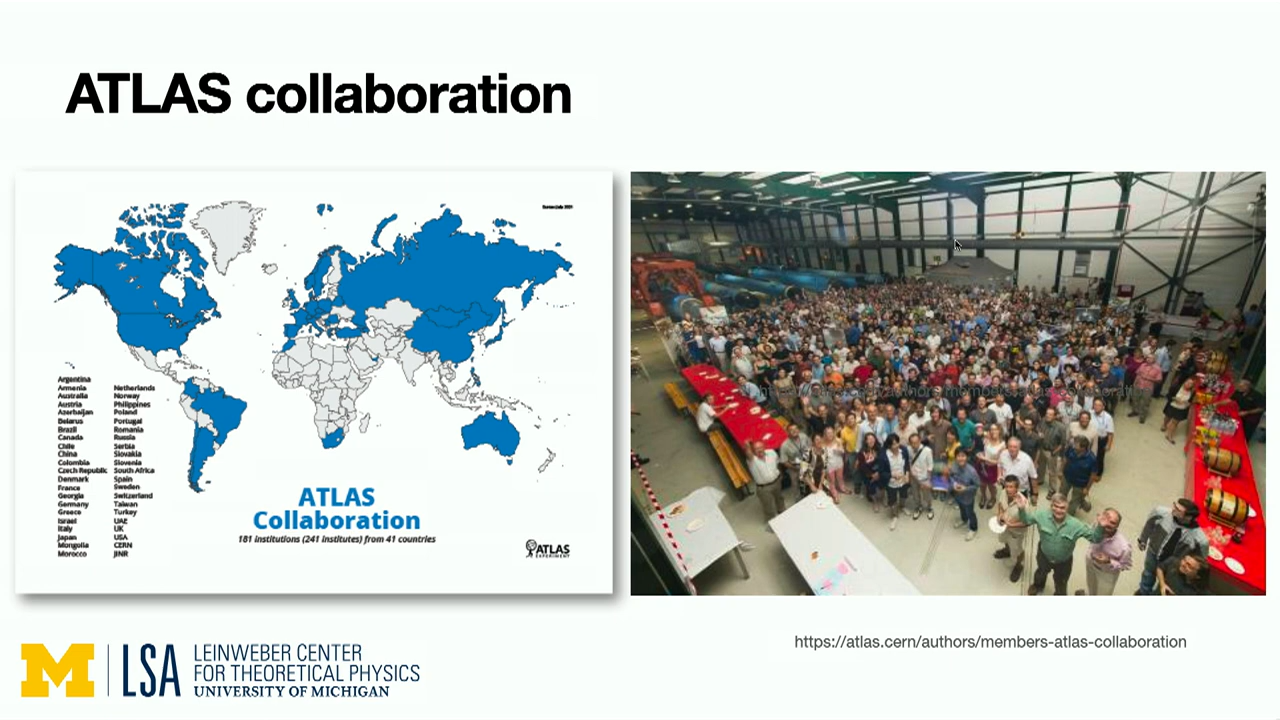 ATLAS collaboration
Argentina
Armenia
Australia
Austria
Azerbaijan
Belarus
Brazil
Canada
Chile
China
Colombia
Czech Republic
Denmark
France
Georgia
Germany
Greece
Israel
Italy
Japan
Mongolia
Morocco
Netherlands
Norway
Philippines
Poland
Portugal
Romania
Russia
Serbia
Slovakia
Slovenia
South Africa
Spain
Sweden
Switzerland
Taiwan
Turkey
UAE
UK
USA
CERN
JINR
ATLAS
Collaboration
181 institutions (241 institutes) from 41 countries
ATLAS
EXPERIMENT
https://atlas.cern/authors/members-atlas-collaboration
M
LSA
LEINWEBER CENTER
FOR THEORETICAL PHYSICS
UNIVERSITY OF MICHIGAN